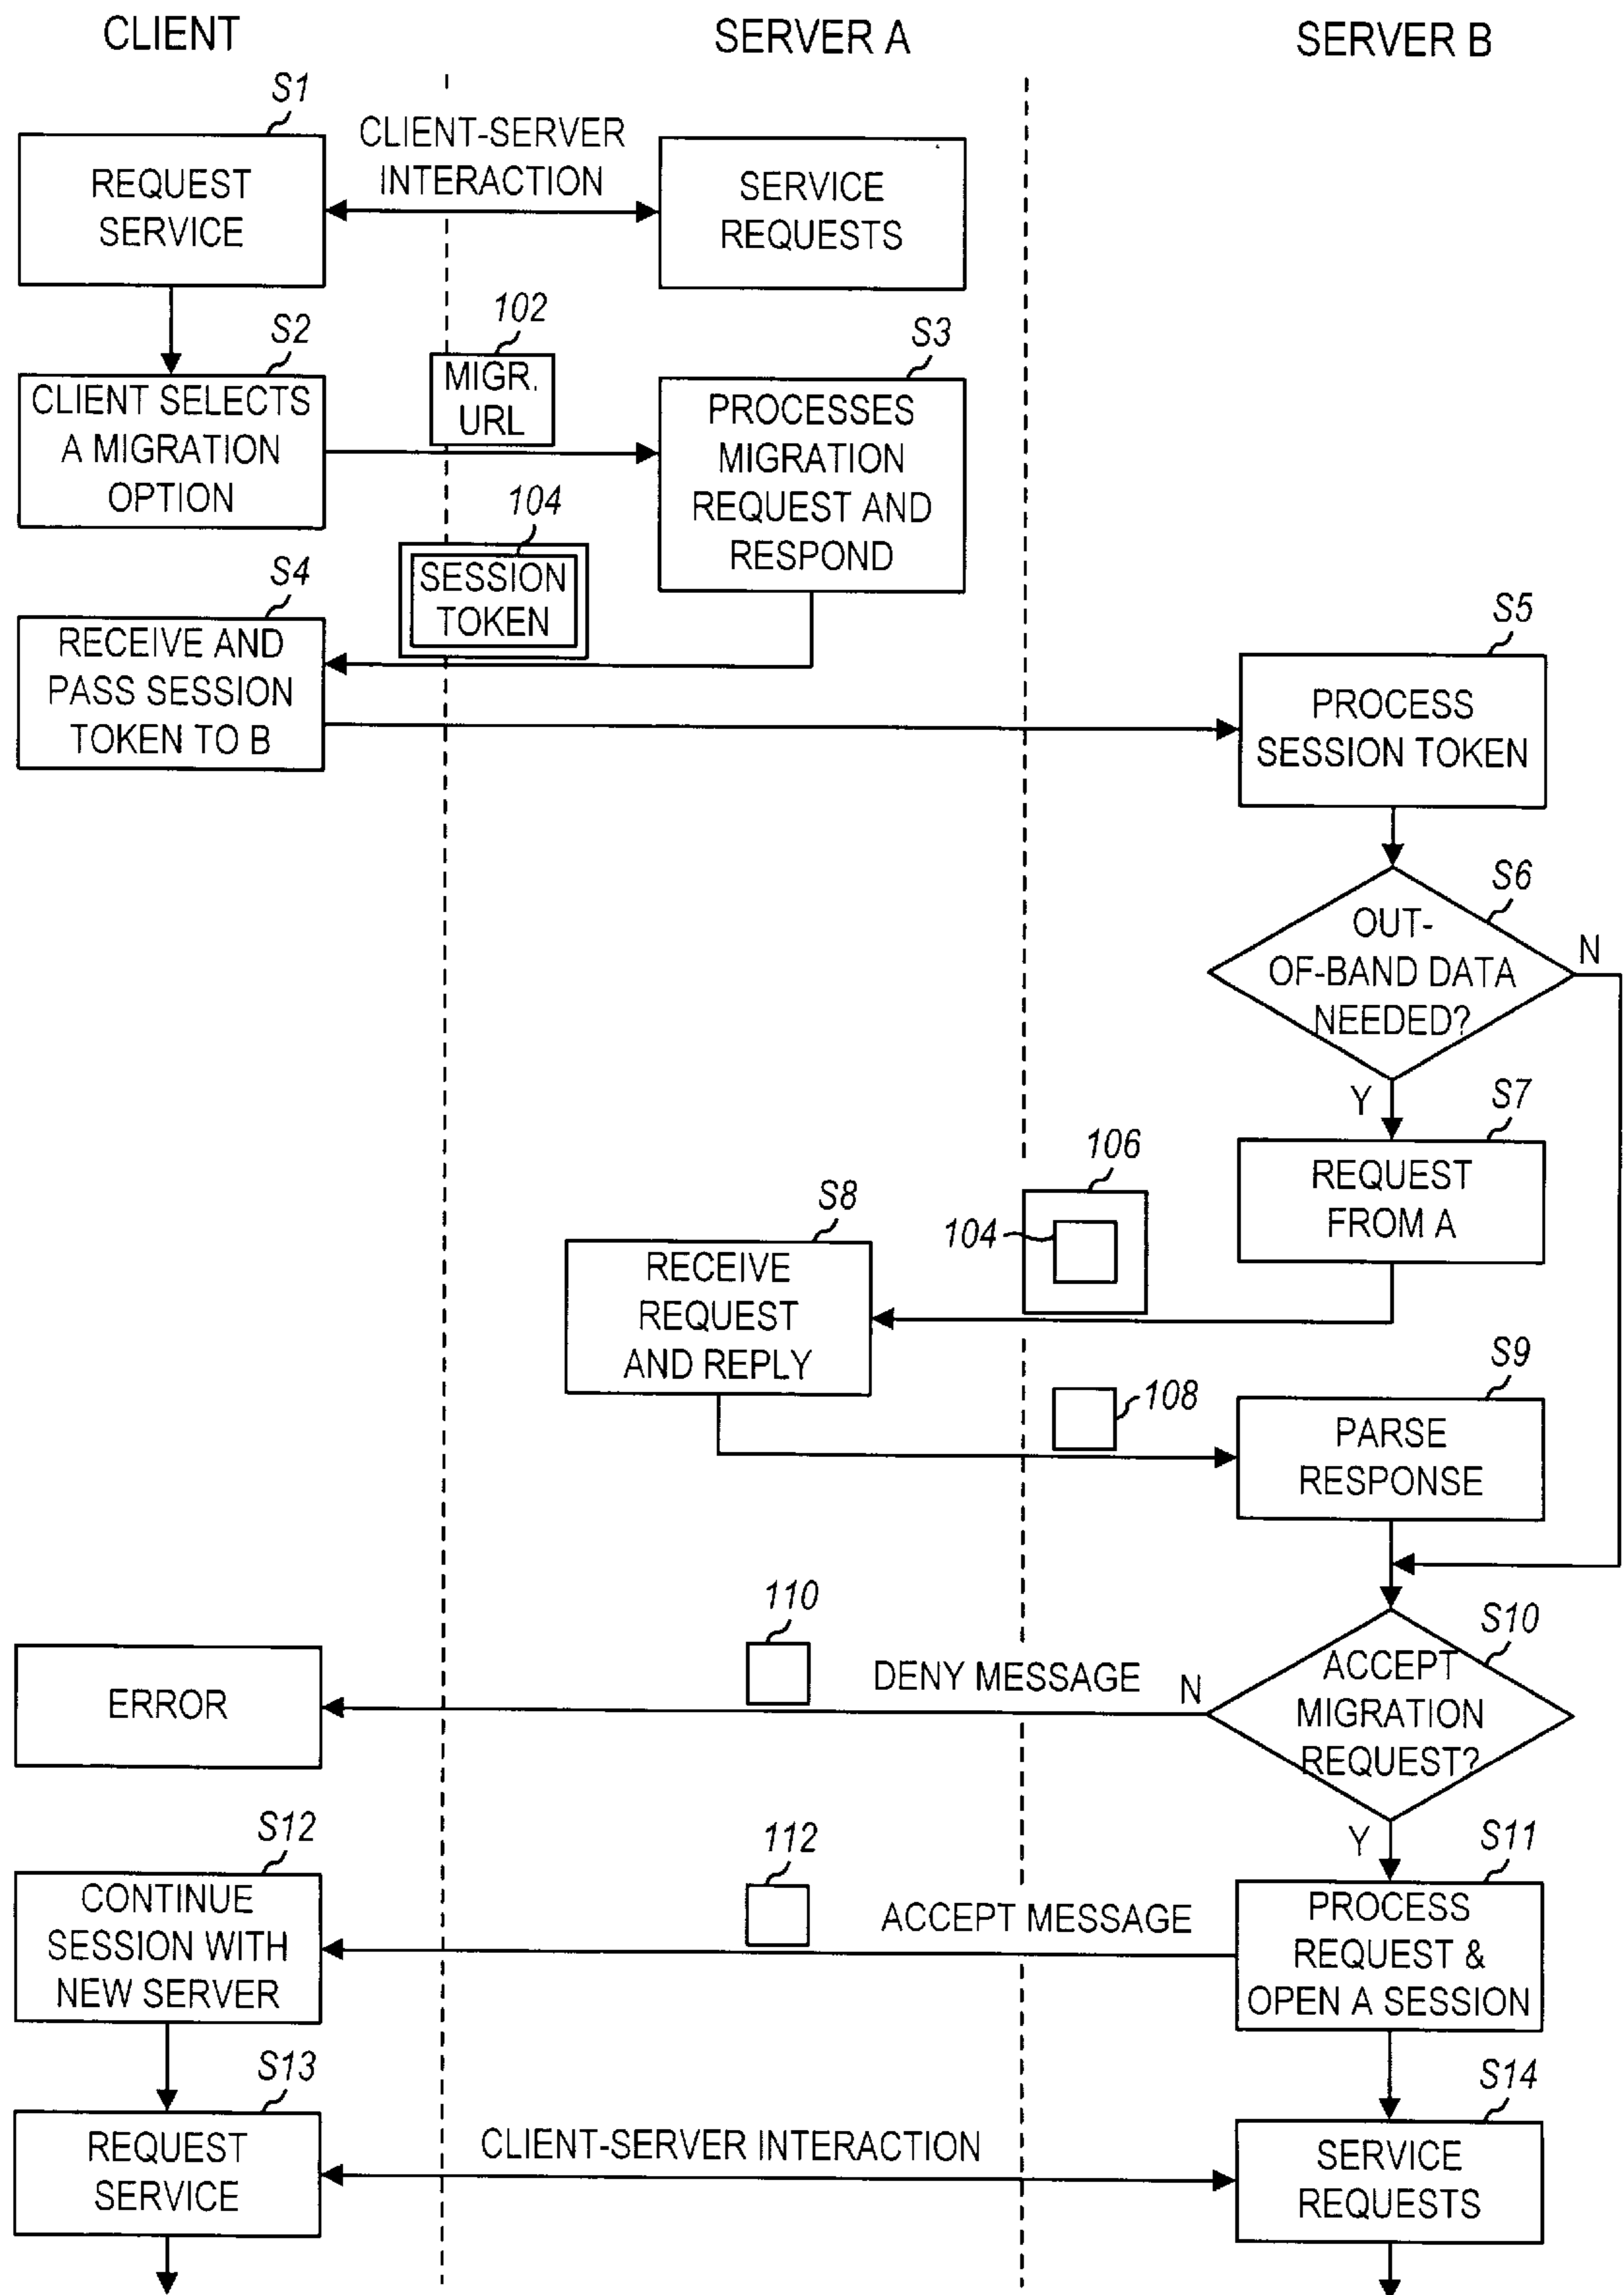 CLIENT
SERVER A
SERVER B
S1
REQUEST
SERVICE
CLIENT-SERVER
INTERACTION
SERVICE
REQUESTS
S2
CLIENT SELECTS
A MIGRATION
OPTION
102
MIGR.
URL
S3
PROCESSES
MIGRATION
REQUEST AND
RESPOND
104
SESSION
TOKEN
S4
RECEIVE AND
PASS SESSION
TOKEN TO B
S5
PROCESS
SESSION TOKEN
S6
OUT-
OF-BAND DATA
NEEDED?
N
Y
S7
REQUEST
FROM A
106
104
S8
RECEIVE
REQUEST
AND REPLY
108
S9
PARSE
RESPONSE
S10
ACCEPT
MIGRATION
REQUEST?
N
110
DENY MESSAGE
ERROR
Y
S11
PROCESS
REQUEST &
OPEN A SESSION
112
ACCEPT MESSAGE
S12
CONTINUE
SESSION WITH
NEW SERVER
S13
REQUEST
SERVICE
CLIENT-SERVER INTERACTION
S14
SERVICE
REQUESTS